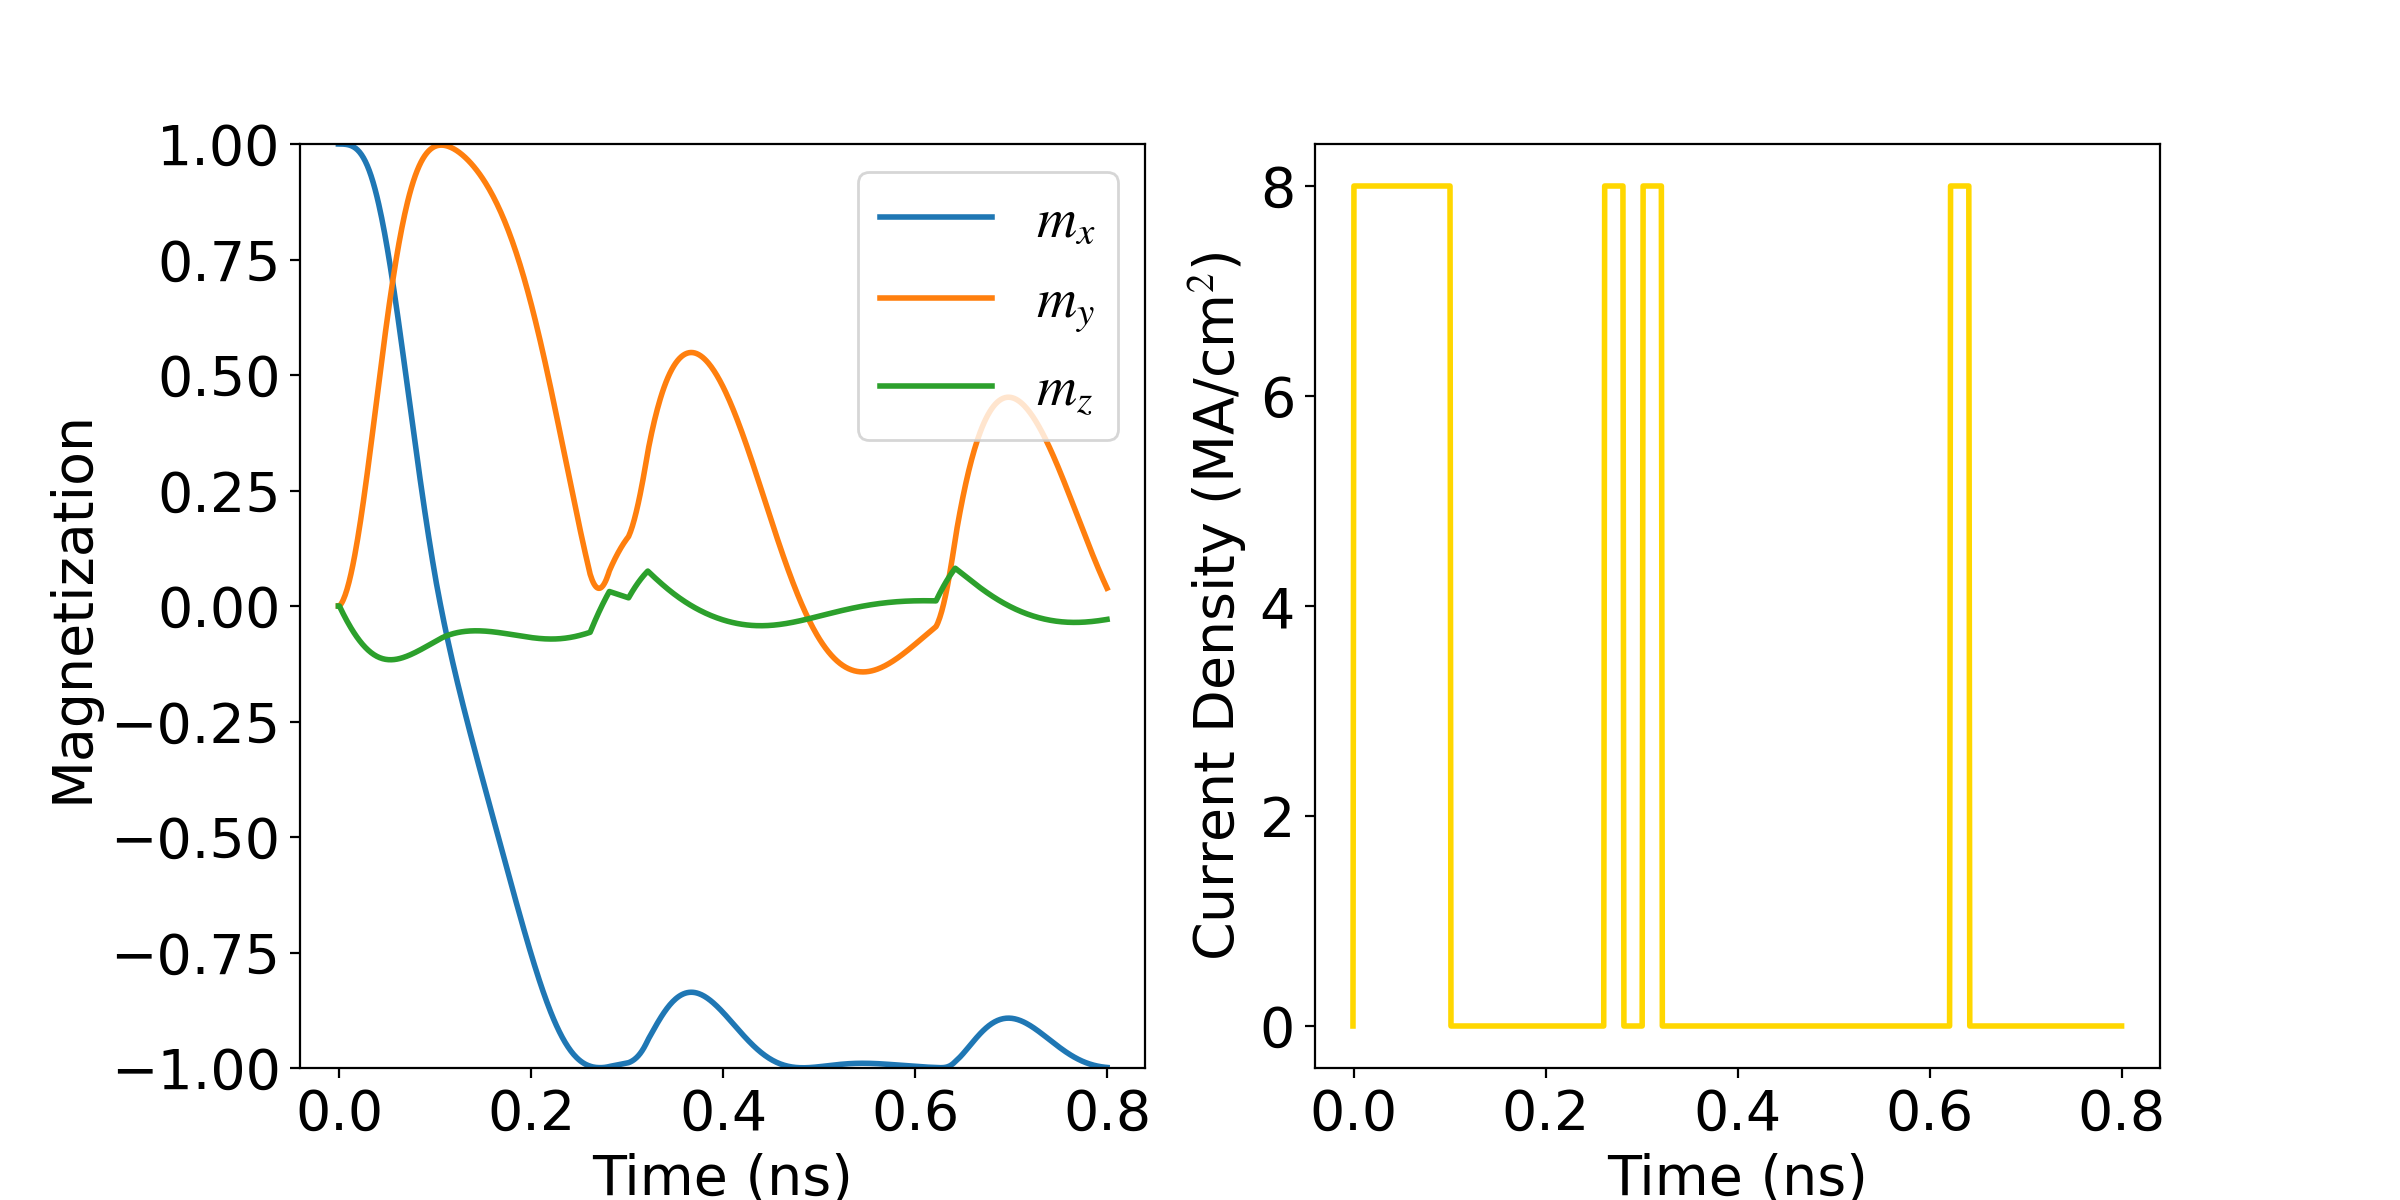 Magnetization
1.00
0.75
0.50
0.25
0.00
−0.25
−0.50
−0.75
−1.00
0.0 0.2 0.4 0.6 0.8
Time (ns)
m_x
m_y
m_z
Current Density (MA/cm²)
8
6
4
2
0
0.0 0.2 0.4 0.6 0.8
Time (ns)